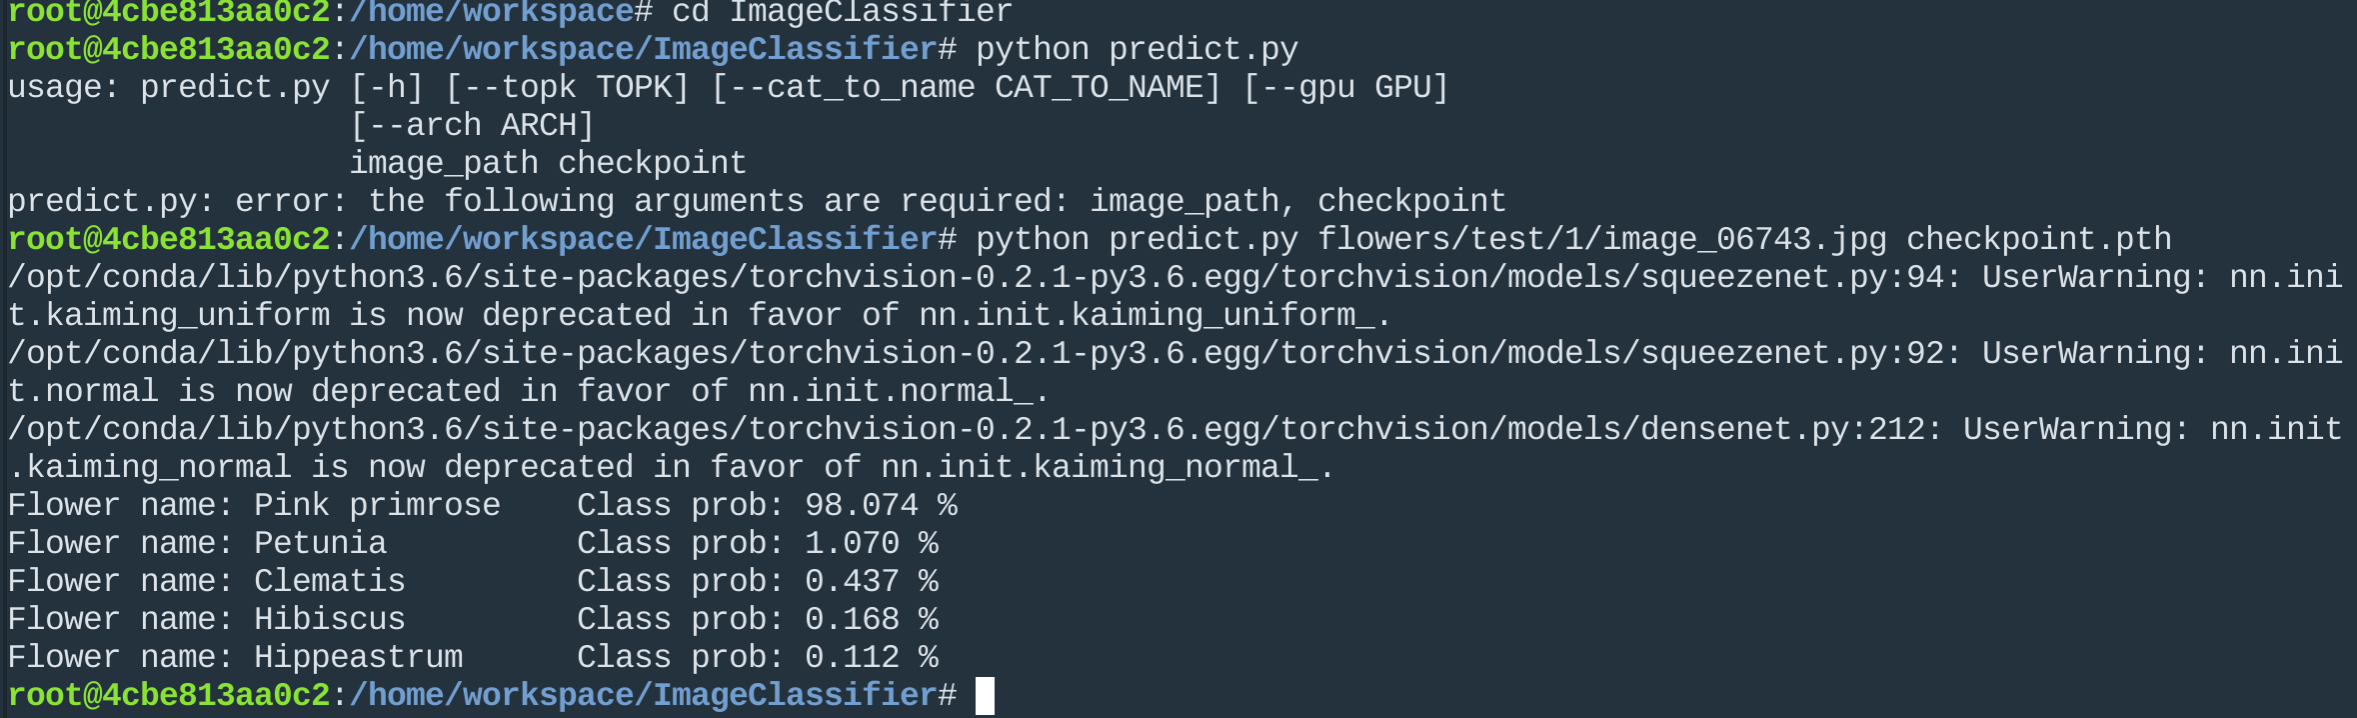 root@4cbe813aa0c2:/home/workspace# cd ImageClassifier
root@4cbe813aa0c2:/home/workspace/ImageClassifier# python predict.py
usage: predict.py [-h] [--topk TOPK] [--cat_to_name CAT_TO_NAME] [--gpu GPU]
                  [--arch ARCH]
                  image_path checkpoint
predict.py: error: the following arguments are required: image_path, checkpoint
root@4cbe813aa0c2:/home/workspace/ImageClassifier# python predict.py flowers/test/1/image_06743.jpg checkpoint.pth
/opt/conda/lib/python3.6/site-packages/torchvision-0.2.1-py3.6.egg/torchvision/models/squeezenet.py:94: UserWarning: nn.ini
t.kaiming_uniform is now deprecated in favor of nn.init.kaiming_uniform_.
/opt/conda/lib/python3.6/site-packages/torchvision-0.2.1-py3.6.egg/torchvision/models/squeezenet.py:92: UserWarning: nn.ini
t.normal is now deprecated in favor of nn.init.normal_.
/opt/conda/lib/python3.6/site-packages/torchvision-0.2.1-py3.6.egg/torchvision/models/densenet.py:212: UserWarning: nn.init
.kaiming_normal is now deprecated in favor of nn.init.kaiming_normal_.
Flower name: Pink primrose    Class prob: 98.074 %
Flower name: Petunia          Class prob: 1.070 %
Flower name: Clematis         Class prob: 0.437 %
Flower name: Hibiscus         Class prob: 0.168 %
Flower name: Hippeastrum      Class prob: 0.112 %
root@4cbe813aa0c2:/home/workspace/ImageClassifier#